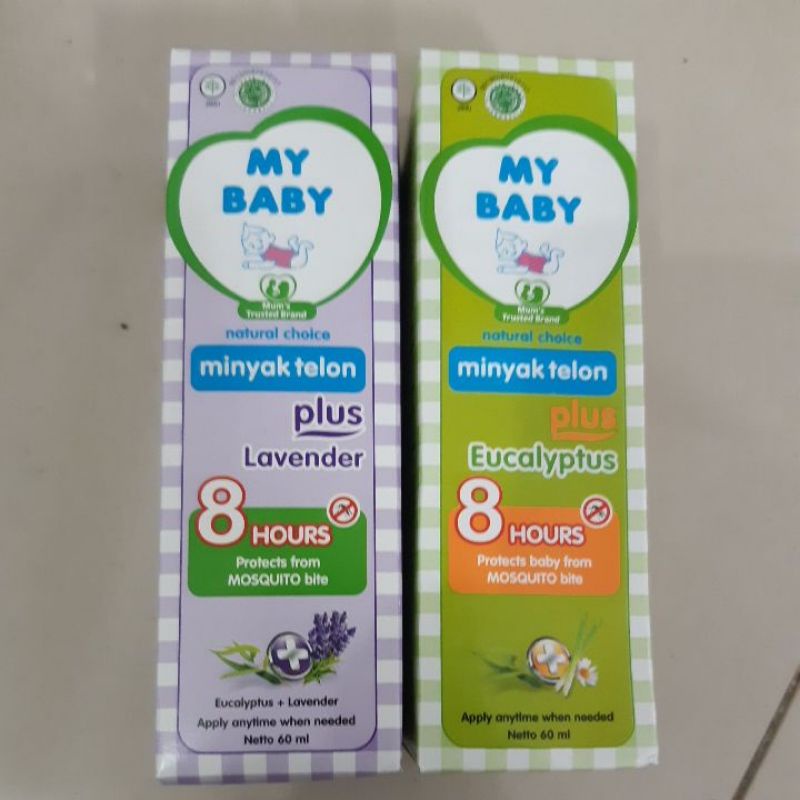 MY
BABY
Mum's
Trusted Brand
natural choice
minyak telon
plus
Lavender
8 HOURS
Protects from
MOSQUITO bite
Eucalyptus + Lavender
Apply anytime when needed
Netto 60 ml
MY
BABY
Mum's
Trusted Brand
natural choice
minyak telon
plus
Eucalyptus
8 HOURS
Protects baby from
MOSQUITO bite
Apply anytime when needed
Netto 60 ml